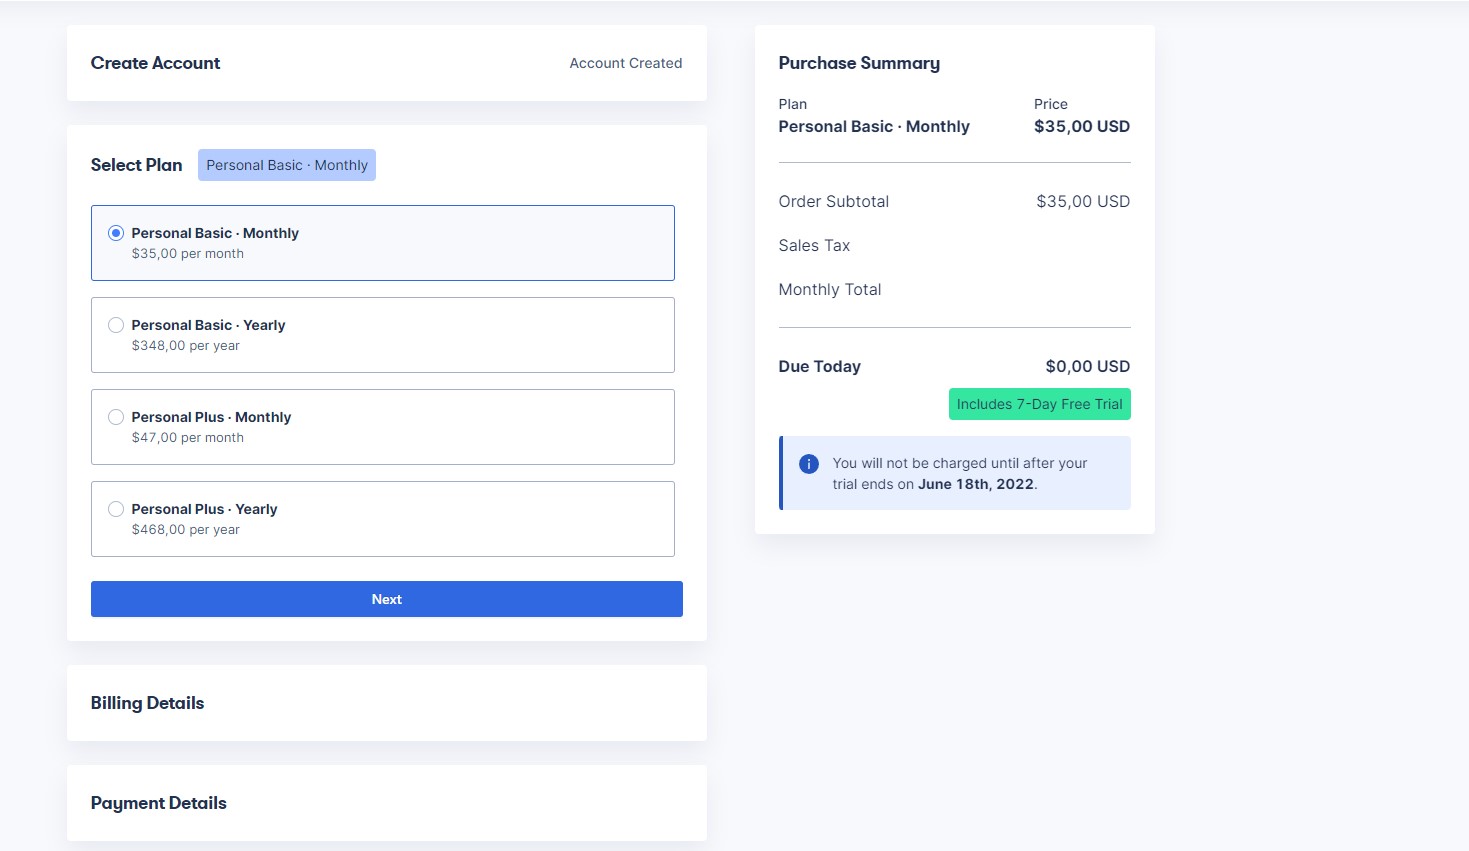 Create Account
Account Created
Select Plan
Personal Basic · Monthly
Personal Basic · Monthly
$35,00 per month
Personal Basic · Yearly
$348,00 per year
Personal Plus · Monthly
$47,00 per month
Personal Plus · Yearly
$468,00 per year
Next
Billing Details
Payment Details
Purchase Summary
Plan Price
Personal Basic · Monthly $35,00 USD
Order Subtotal $35,00 USD
Sales Tax
Monthly Total
Due Today $0,00 USD
Includes 7-Day Free Trial
You will not be charged until after your
trial ends on June 18th, 2022.